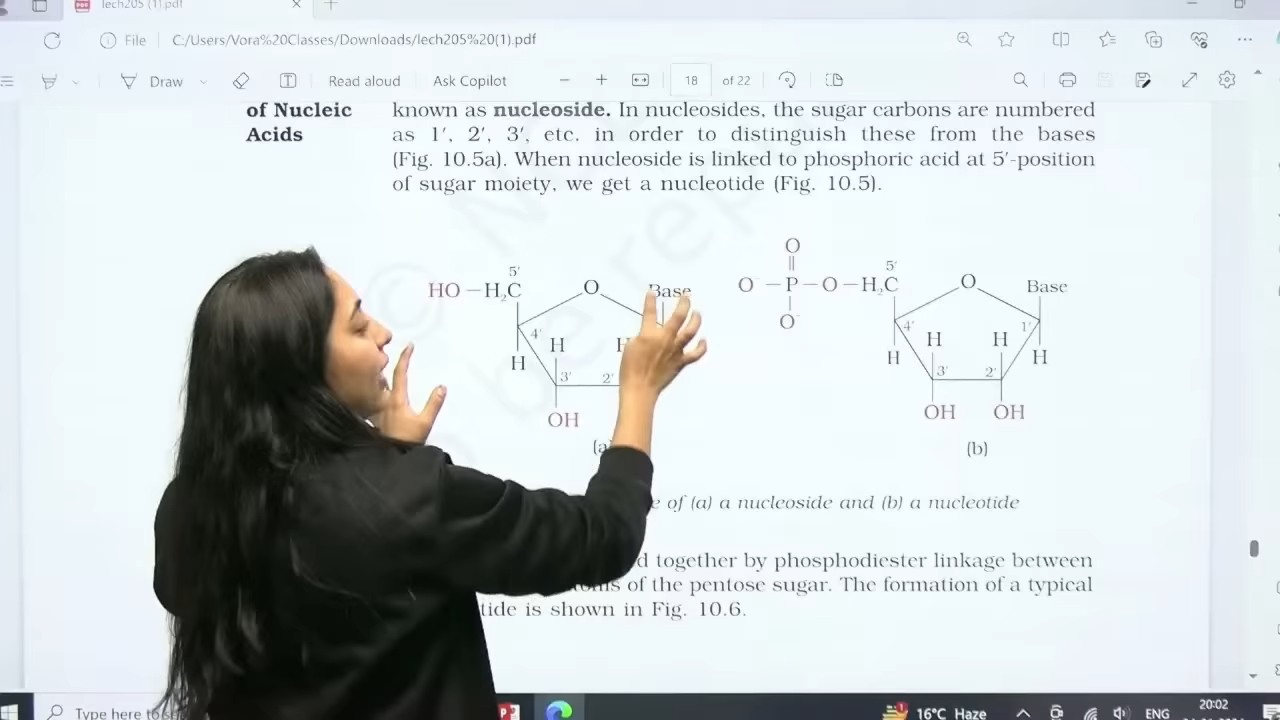 lech205 (1).pdf
File
C:/Users/Vora%20Classes/Downloads/lech205%20(1).pdf
Draw
Read aloud
Ask Copilot
18
of 22
of Nucleic
Acids
known as nucleoside. In nucleosides, the sugar carbons are numbered
as 1′, 2′, 3′, etc. in order to distinguish these from the bases
(Fig. 10.5a). When nucleoside is linked to phosphoric acid at 5′-position
of sugar moiety, we get a nucleotide (Fig. 10.5).
5′
HO – H₂C
O
Base
4′
H
H
H
3′
2′
OH
(a)
O
||
O⁻ – P – O – H₂C
5′
O
Base
O⁻
4′
1′
H
H
H
H
3′
2′
OH
OH
(b)
of (a) a nucleoside and (b) a nucleotide
together by phosphodiester linkage between
of the pentose sugar. The formation of a typical
is shown in Fig. 10.6.
Type here to
16°C Haze
ENG
20:02